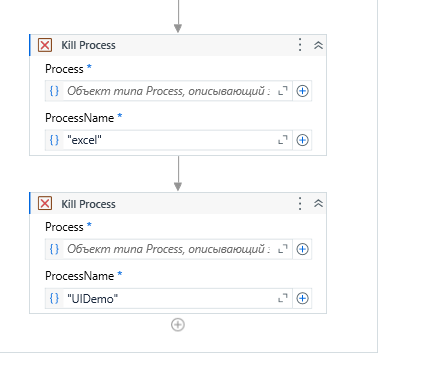 Kill Process
Process *
Объект типа Process, описывающий з
ProcessName *
"excel"
Kill Process
Process *
Объект типа Process, описывающий з
ProcessName *
"UIDemo"